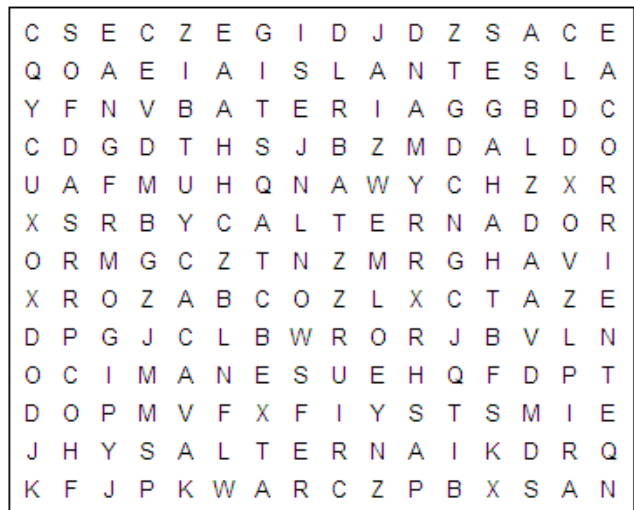 C S E C Z E G I D J D Z S A C E
Q O A E I A I S L A N T E S L A
Y F N V B A T E R I A G G B D C
C D G D T H S J B Z M D A L D O
U A F M U H Q N A W Y C H Z X R
X S R B Y C A L T E R N A D O R
O R M G C Z T N Z M R G H A V I
X R O Z A B C O Z L X C T A Z E
D P G J C L B W R O R J B V L N
O C I M A N E S U E H Q F D P T
D O P M V F X F I Y S T S M I E
J H Y S A L T E R N A I K D R Q
K F J P K W A R C Z P B X S A N